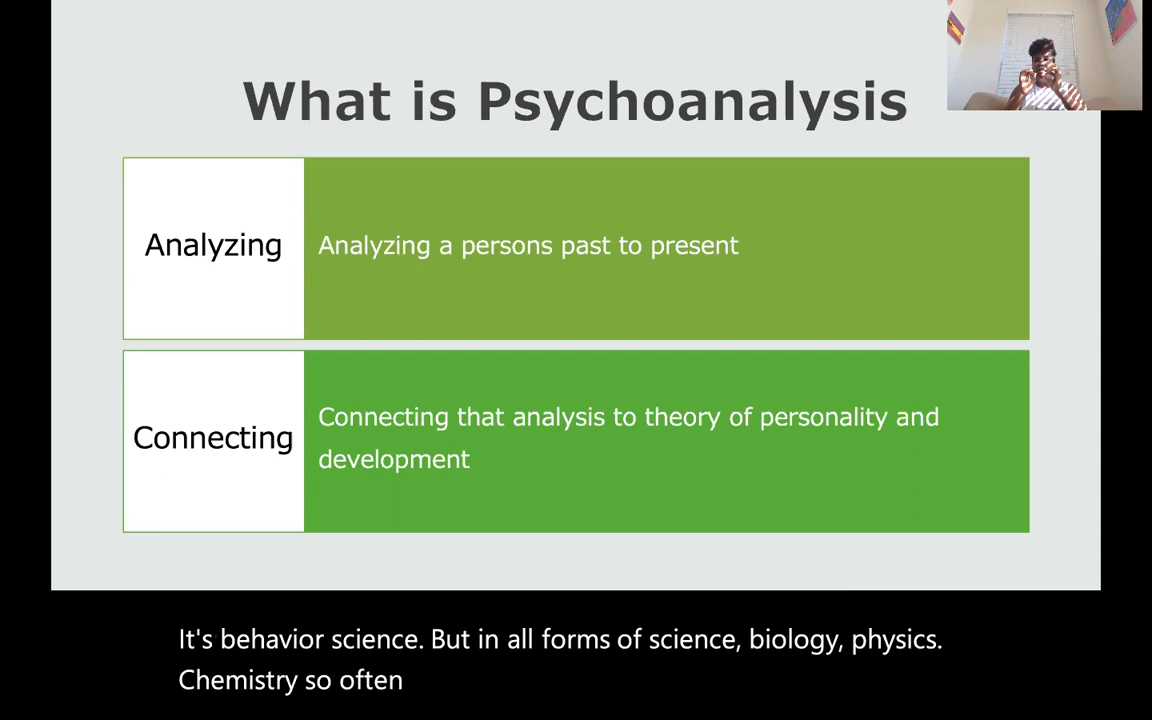 What is Psychoanalysis
Analyzing
Analyzing a persons past to present
Connecting
Connecting that analysis to theory of personality and
development
It's behavior science. But in all forms of science, biology, physics.
Chemistry so often